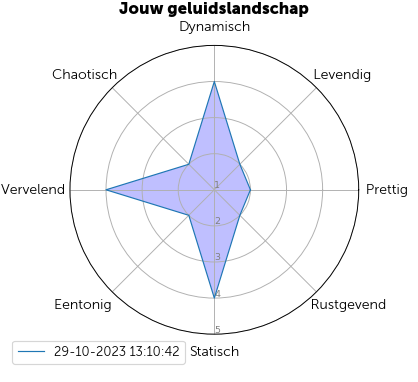 Jouw geluidslandschap
Dynamisch
Chaotisch
Levendig
Vervelend
Prettig
1
2
3
4
5
Eentonig
Rustgevend
Statisch
29-10-2023 13:10:42